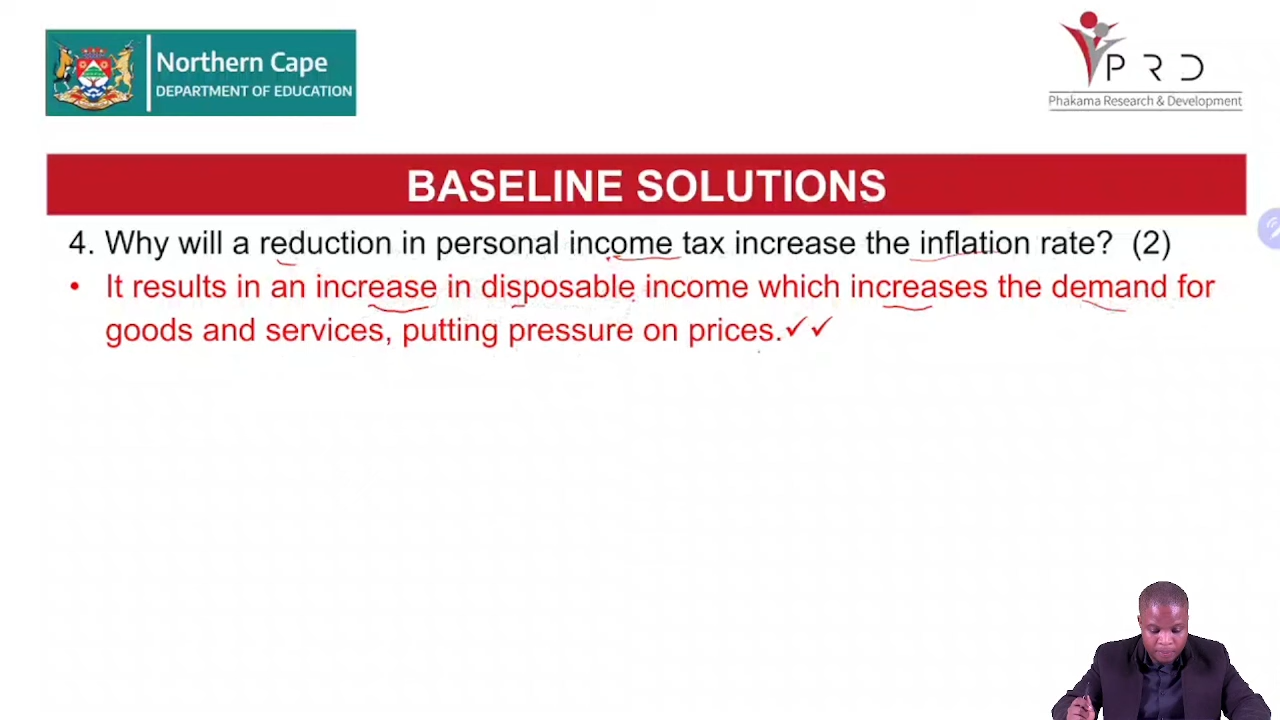 Northern Cape
DEPARTMENT OF EDUCATION
P R D
Phakama Research & Development
BASELINE SOLUTIONS
4. Why will a reduction in personal income tax increase the inflation rate? (2)
• It results in an increase in disposable income which increases the demand for
goods and services, putting pressure on prices.✓✓